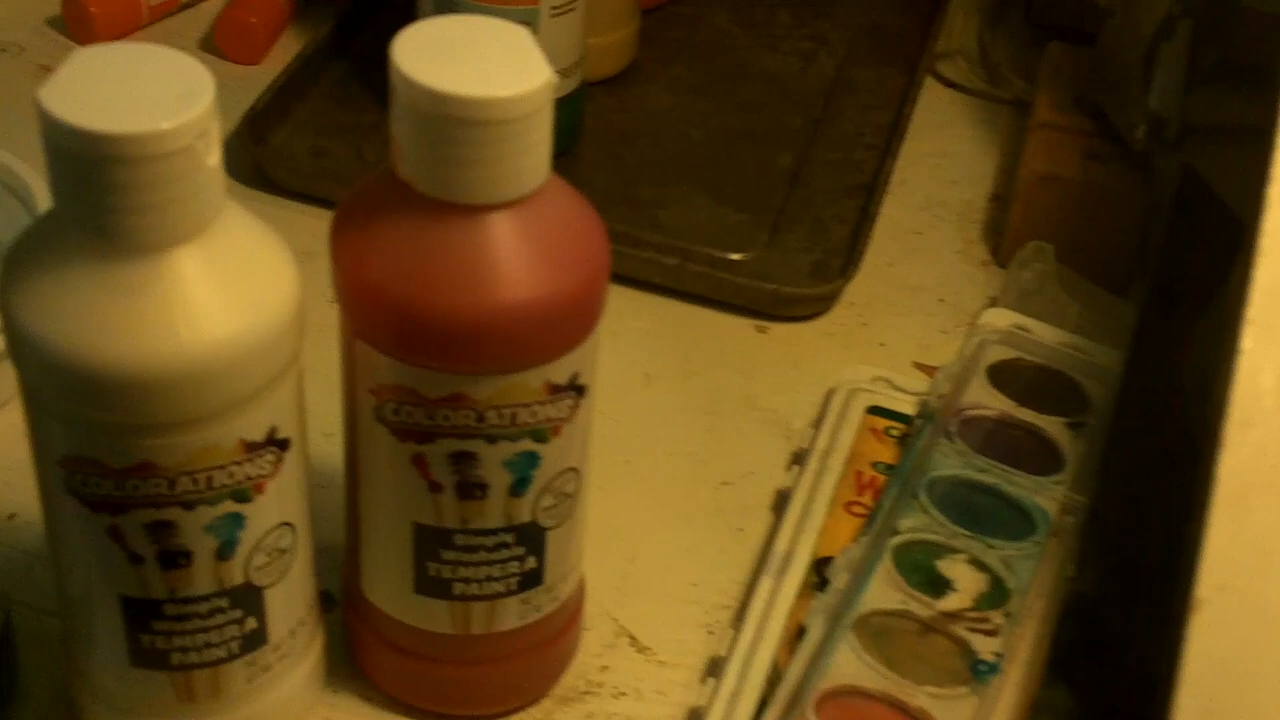 COLORATIONS
Simply
Washable
TEMPERA
PAINT
COLORATIONS
Simply
Washable
TEMPERA
PAINT